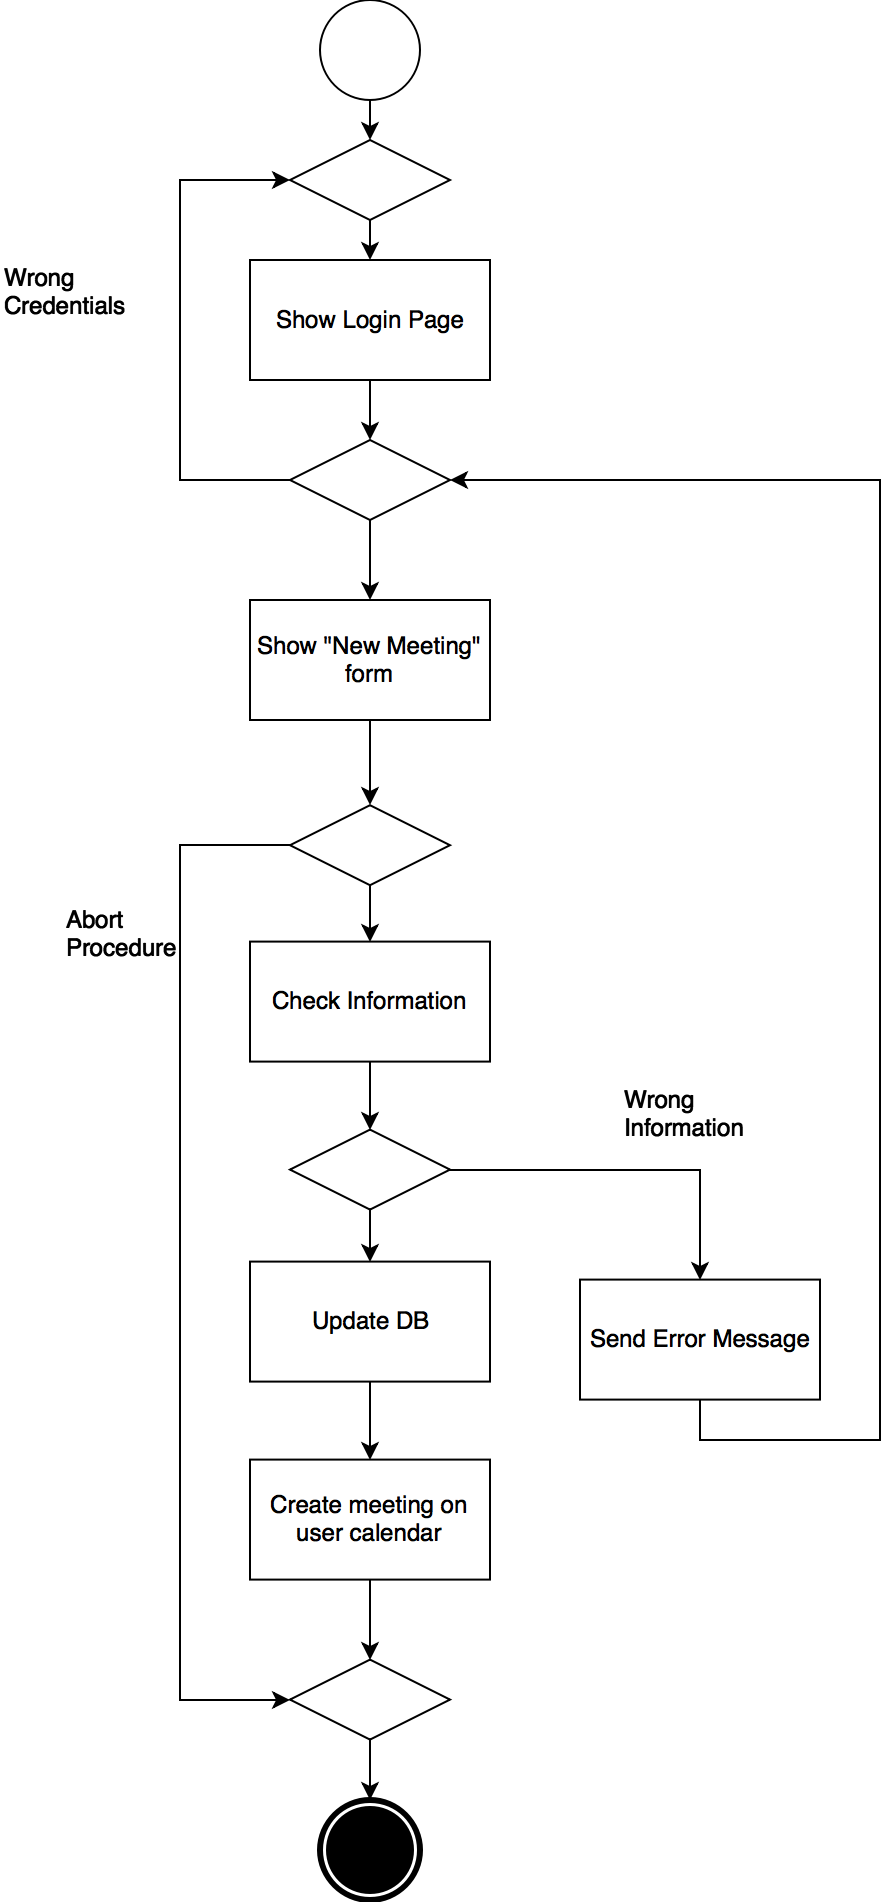 Wrong
Credentials
Show Login Page
Show "New Meeting"
form
Abort
Procedure
Check Information
Wrong
Information
Update DB
Send Error Message
Create meeting on
user calendar